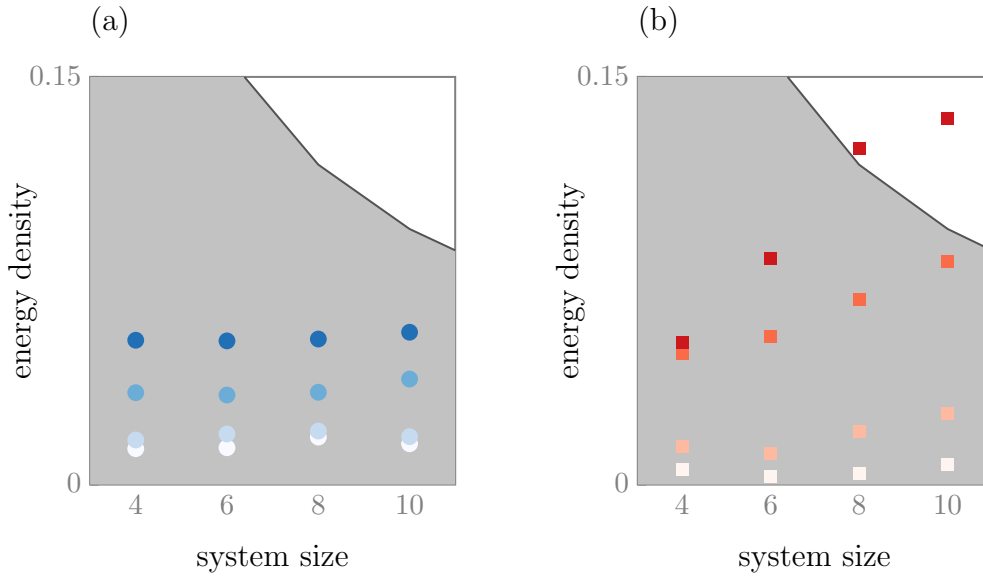 (a)
0.15
0
4 6 8 10
system size
energy density
(b)
0.15
0
4 6 8 10
system size
energy density